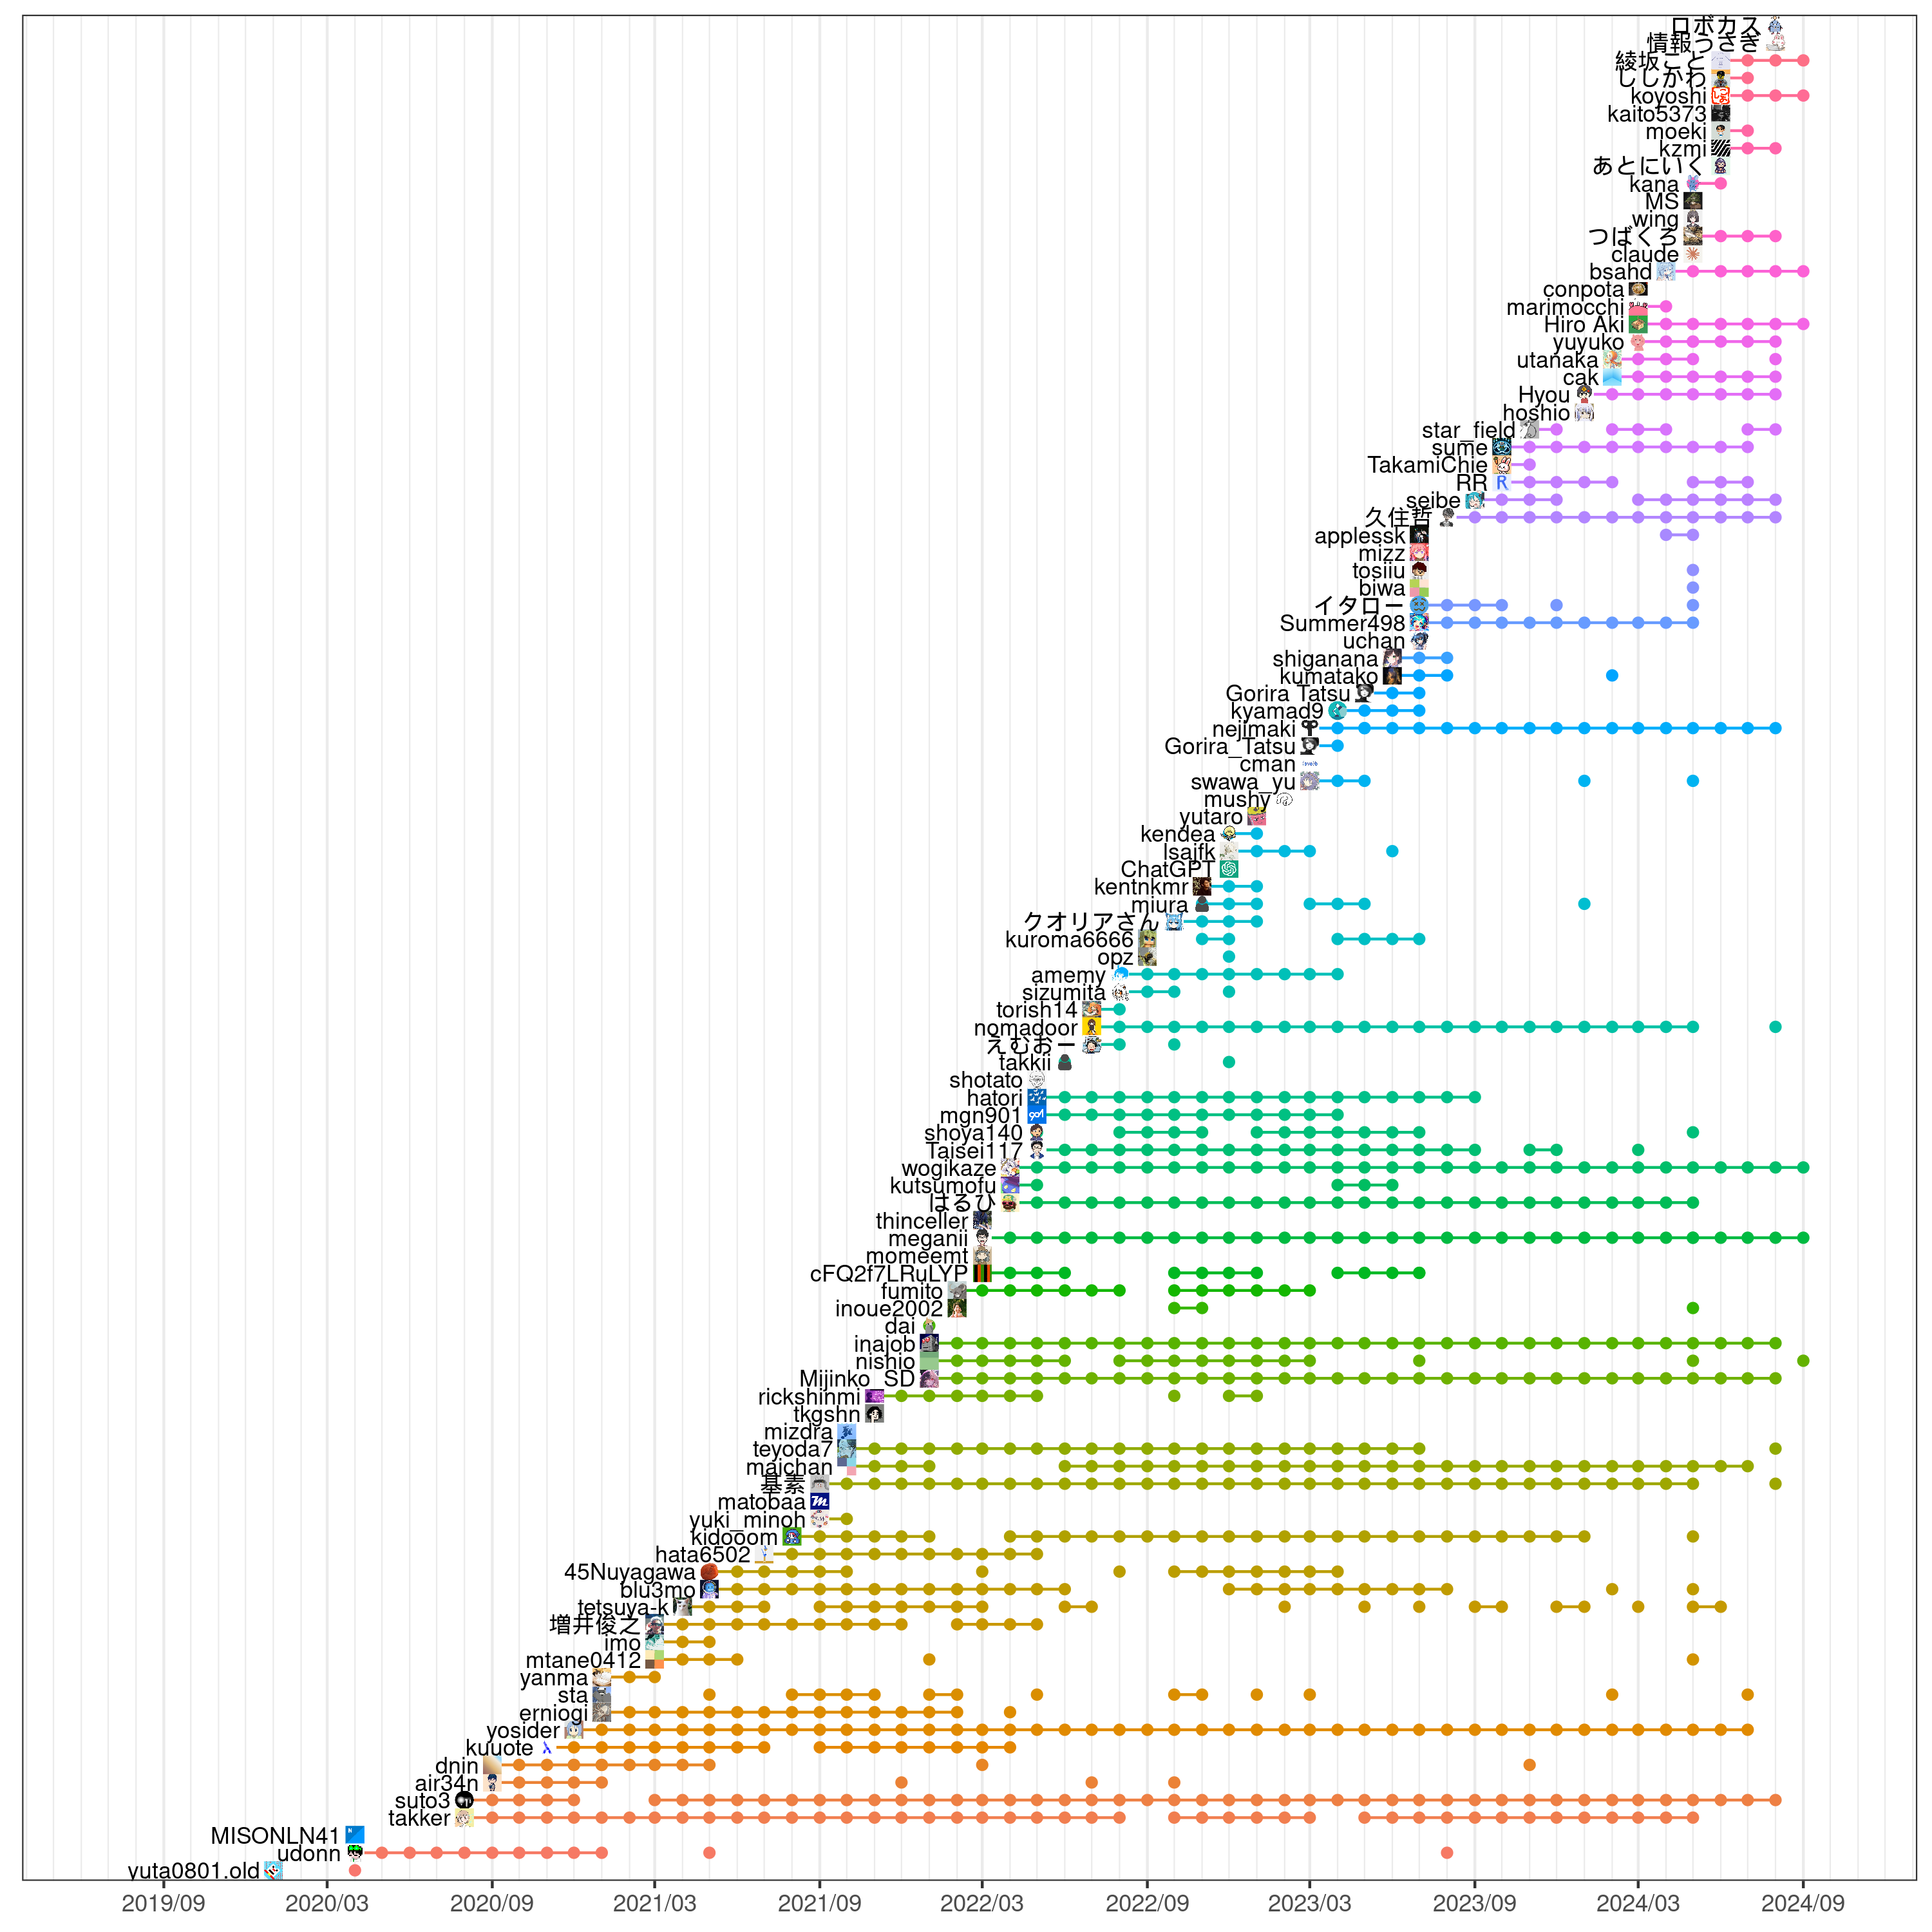 ロボカス
情報うさぎ
綾坂こと
ししかわ
koyoshi
kaito5373
moeki
kzmi
あとにいく
kana
MS
wing
つばくろ
claude
bsahd
conpota
marimocchi
Hiro Aki
yuyuko
utanaka
cak
Hyou
hoshio
star_field
sume
TakamiChie
RR
seibe
久住哲
applessk
mizz
tosiiu
biwa
イタロー
Summer498
uchan
shiganana
kumatako
Gorira Tatsu
kyamad9
nejimaki
Gorira_Tatsu
cman
swawa_yu
mushy
yutaro
kendea
lsajfk
ChatGPT
kentnkmr
miura
クオリアさん
kuroma6666
opz
amemy
sizumita
torish14
nomadoor
えむおー
takkii
shotato
hatori
mgn901
shoya140
Taisei117
wogikaze
kutsumofu
はるひ
thinceller
meganii
momeemt
cFQ2f7LRuLYP
fumito
inoue2002
dai
inajob
nishio
Mijinko_SD
rickshinmi
tkgshn
mizdra
teyoda7
maichan
基素
matobaa
yuki_minoh
kidooom
hata6502
45Nuyagawa
blu3mo
tetsuya-k
増井俊之
imo
mtane0412
yanma
sta
erniogi
yosider
kuuote
dnin
air34n
suto3
takker
MISONLN41
udonn
yuta0801.old
2019/09 2020/03 2020/09 2021/03 2021/09 2022/03 2022/09 2023/03 2023/09 2024/03 2024/09